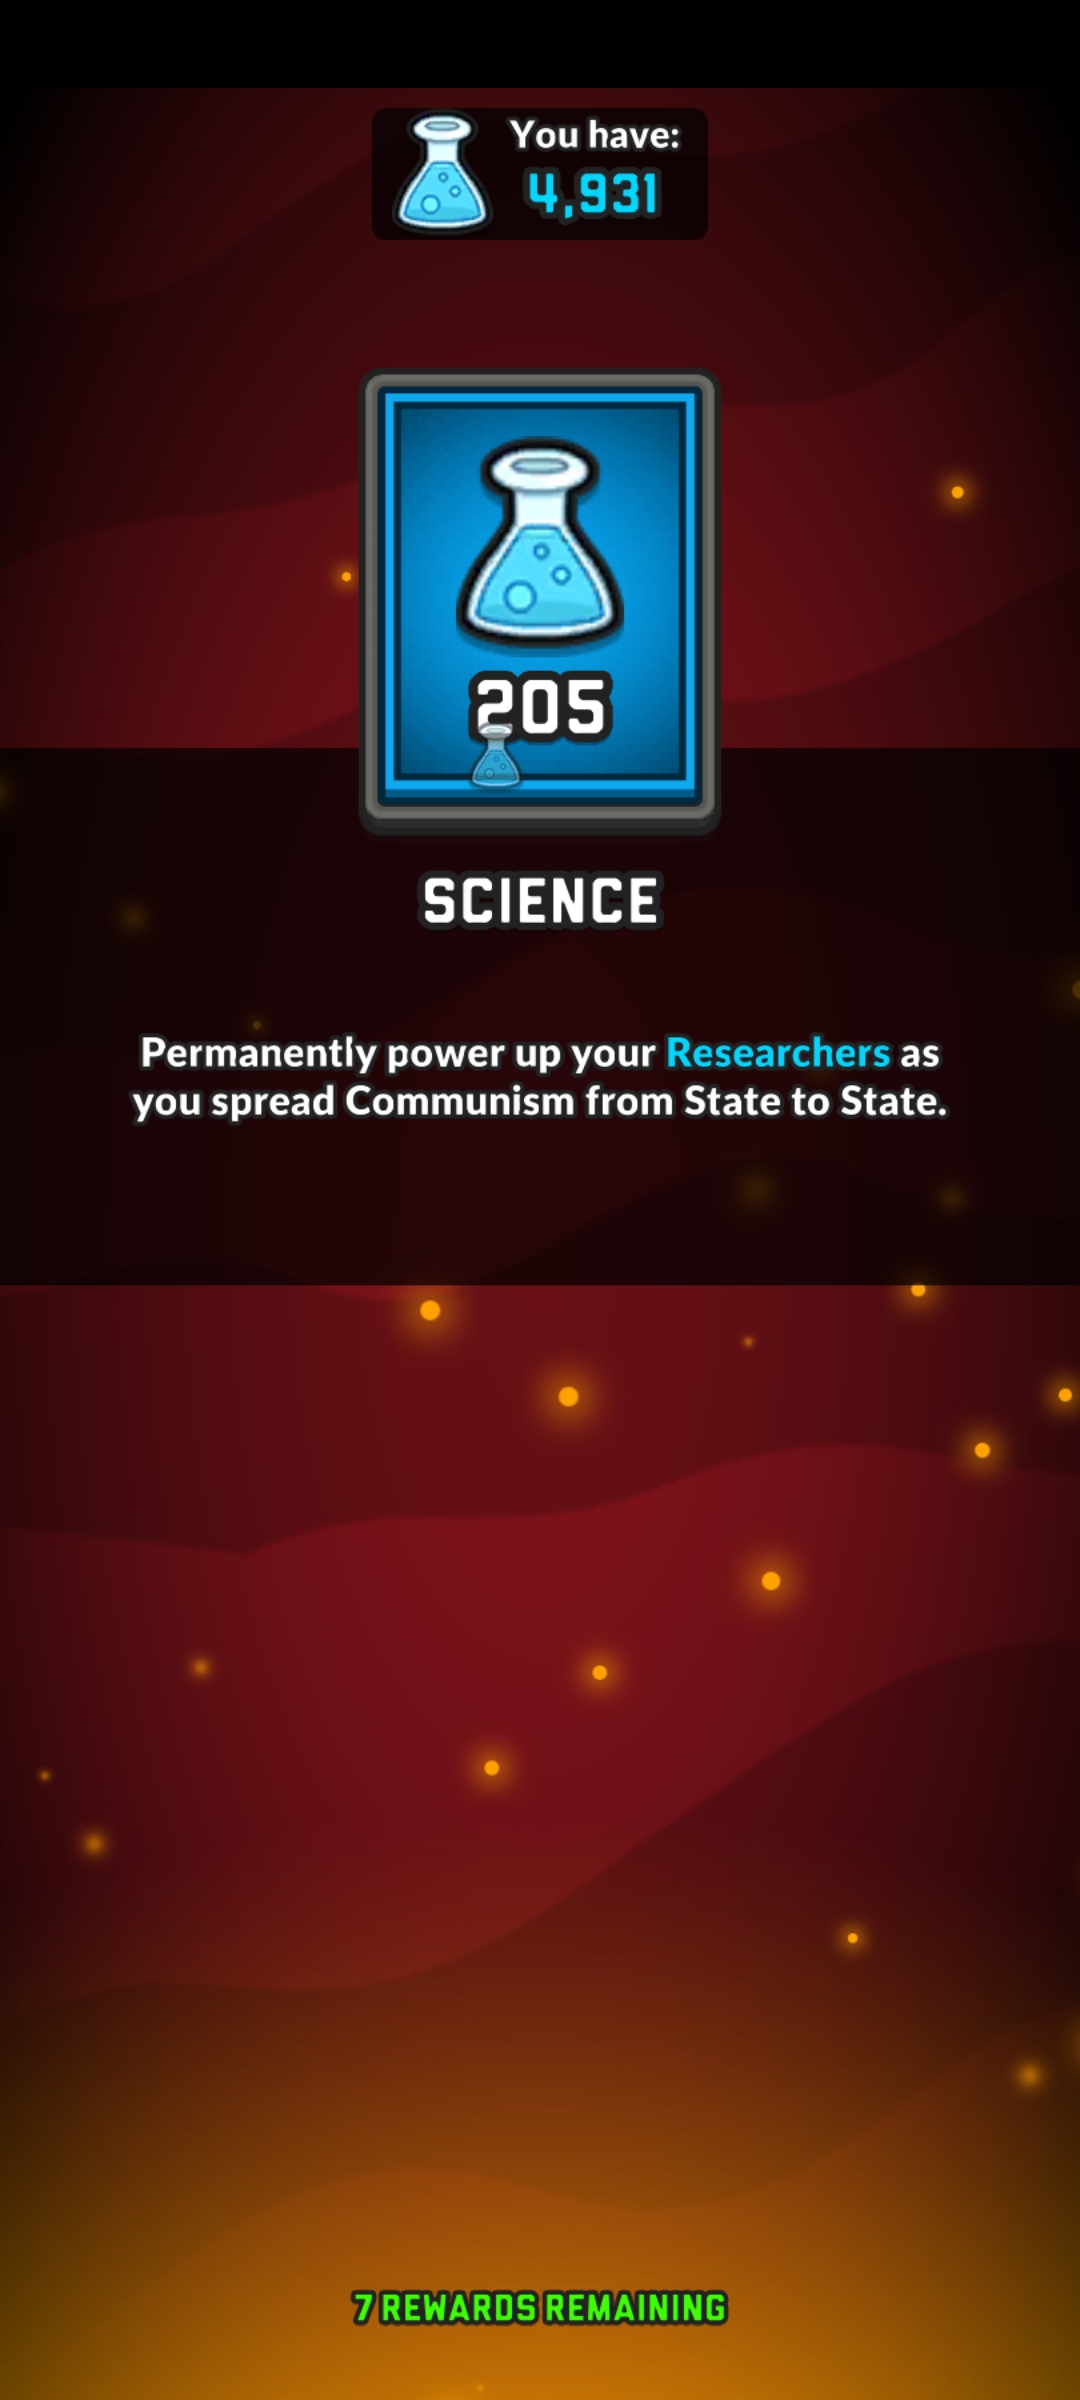 You have:
4,931
205
SCIENCE
Permanently power up your Researchers as
you spread Communism from State to State.
7 REWARDS REMAINING